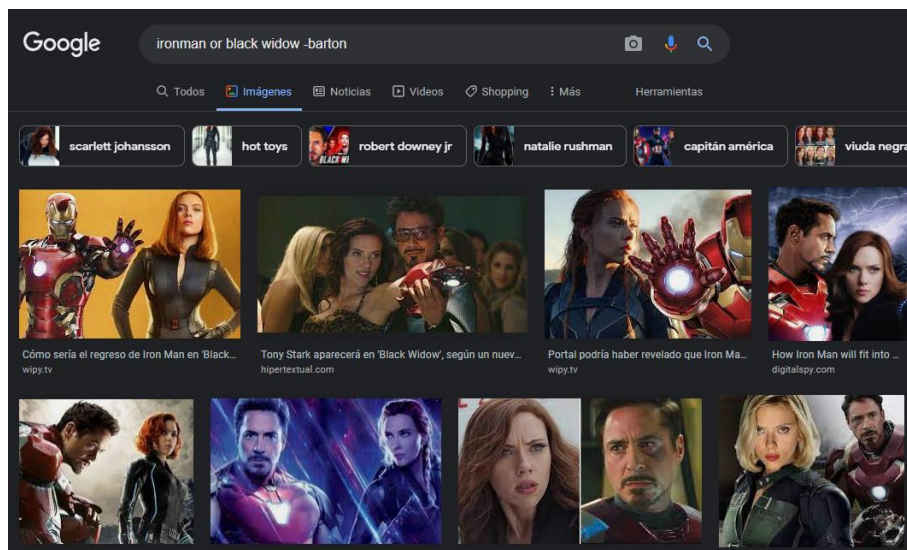 Google
ironman or black widow -barton
Todos
Imágenes
Noticias
Videos
Shopping
Más
Herramientas
scarlett johansson
hot toys
robert downey jr
natalie rushman
capitán américa
viuda negra
Cómo sería el regreso de Iron Man en 'Black...
wipy.tv
Tony Stark aparecerá en 'Black Widow', según un nuev...
hipertextual.com
Portal podría haber revelado que Iron Ma...
wipy.tv
How Iron Man will fit into ...
digitalspy.com